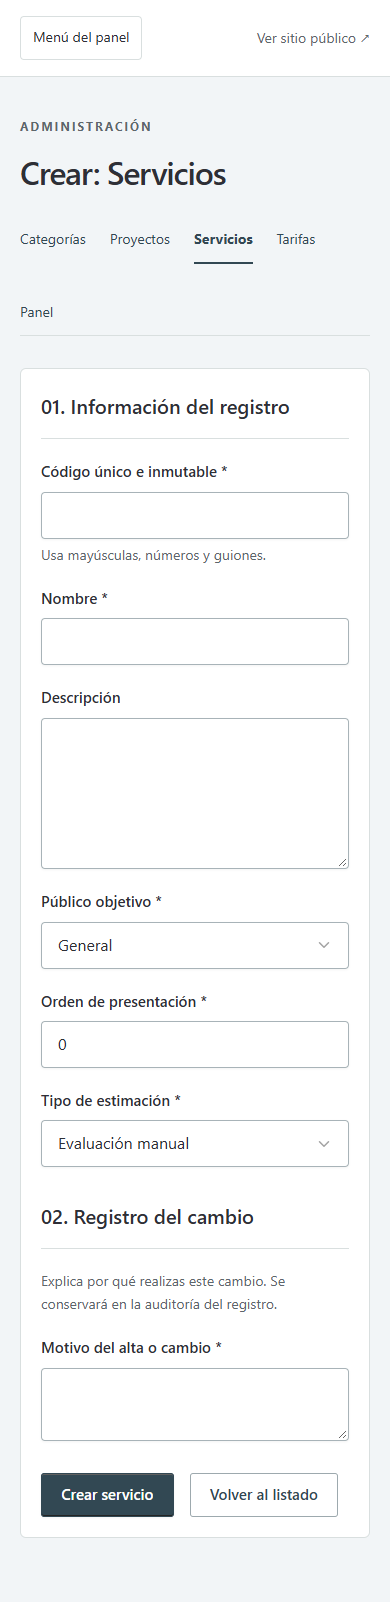 Menú del panel
Ver sitio público ↗
ADMINISTRACIÓN
Crear: Servicios
Categorías Proyectos Servicios Tarifas
Panel
01. Información del registro
Código único e inmutable *
Usa mayúsculas, números y guiones.
Nombre *
Descripción
Público objetivo *
General
Orden de presentación *
0
Tipo de estimación *
Evaluación manual
02. Registro del cambio
Explica por qué realizas este cambio. Se
conservará en la auditoría del registro.
Motivo del alta o cambio *
Crear servicio
Volver al listado